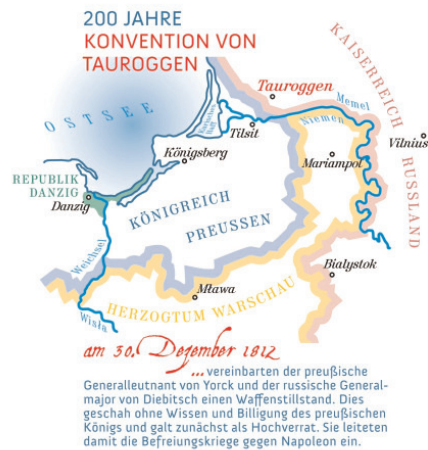 200 JAHRE
KONVENTION VON
TAUROGGEN
KAISERREICH RUSSLAND
OSTSEE
Kurisches Haff
Tauroggen
Memel
Niemen
Tilsit
Vilnius
Königsberg
Mariampol
REPUBLIK
DANZIG
Danzig
KÖNIGREICH
PREUSSEN
Weichsel
Białystok
Mława
HERZOGTUM WARSCHAU
Wisła
am 30. Dezember 1812
...vereinbarten der preußische
Generalleutnant von Yorck und der russische General-
major von Diebitsch einen Waffenstillstand. Dies
geschah ohne Wissen und Billigung des preußischen
Königs und galt zunächst als Hochverrat. Sie leiteten
damit die Befreiungskriege gegen Napoleon ein.